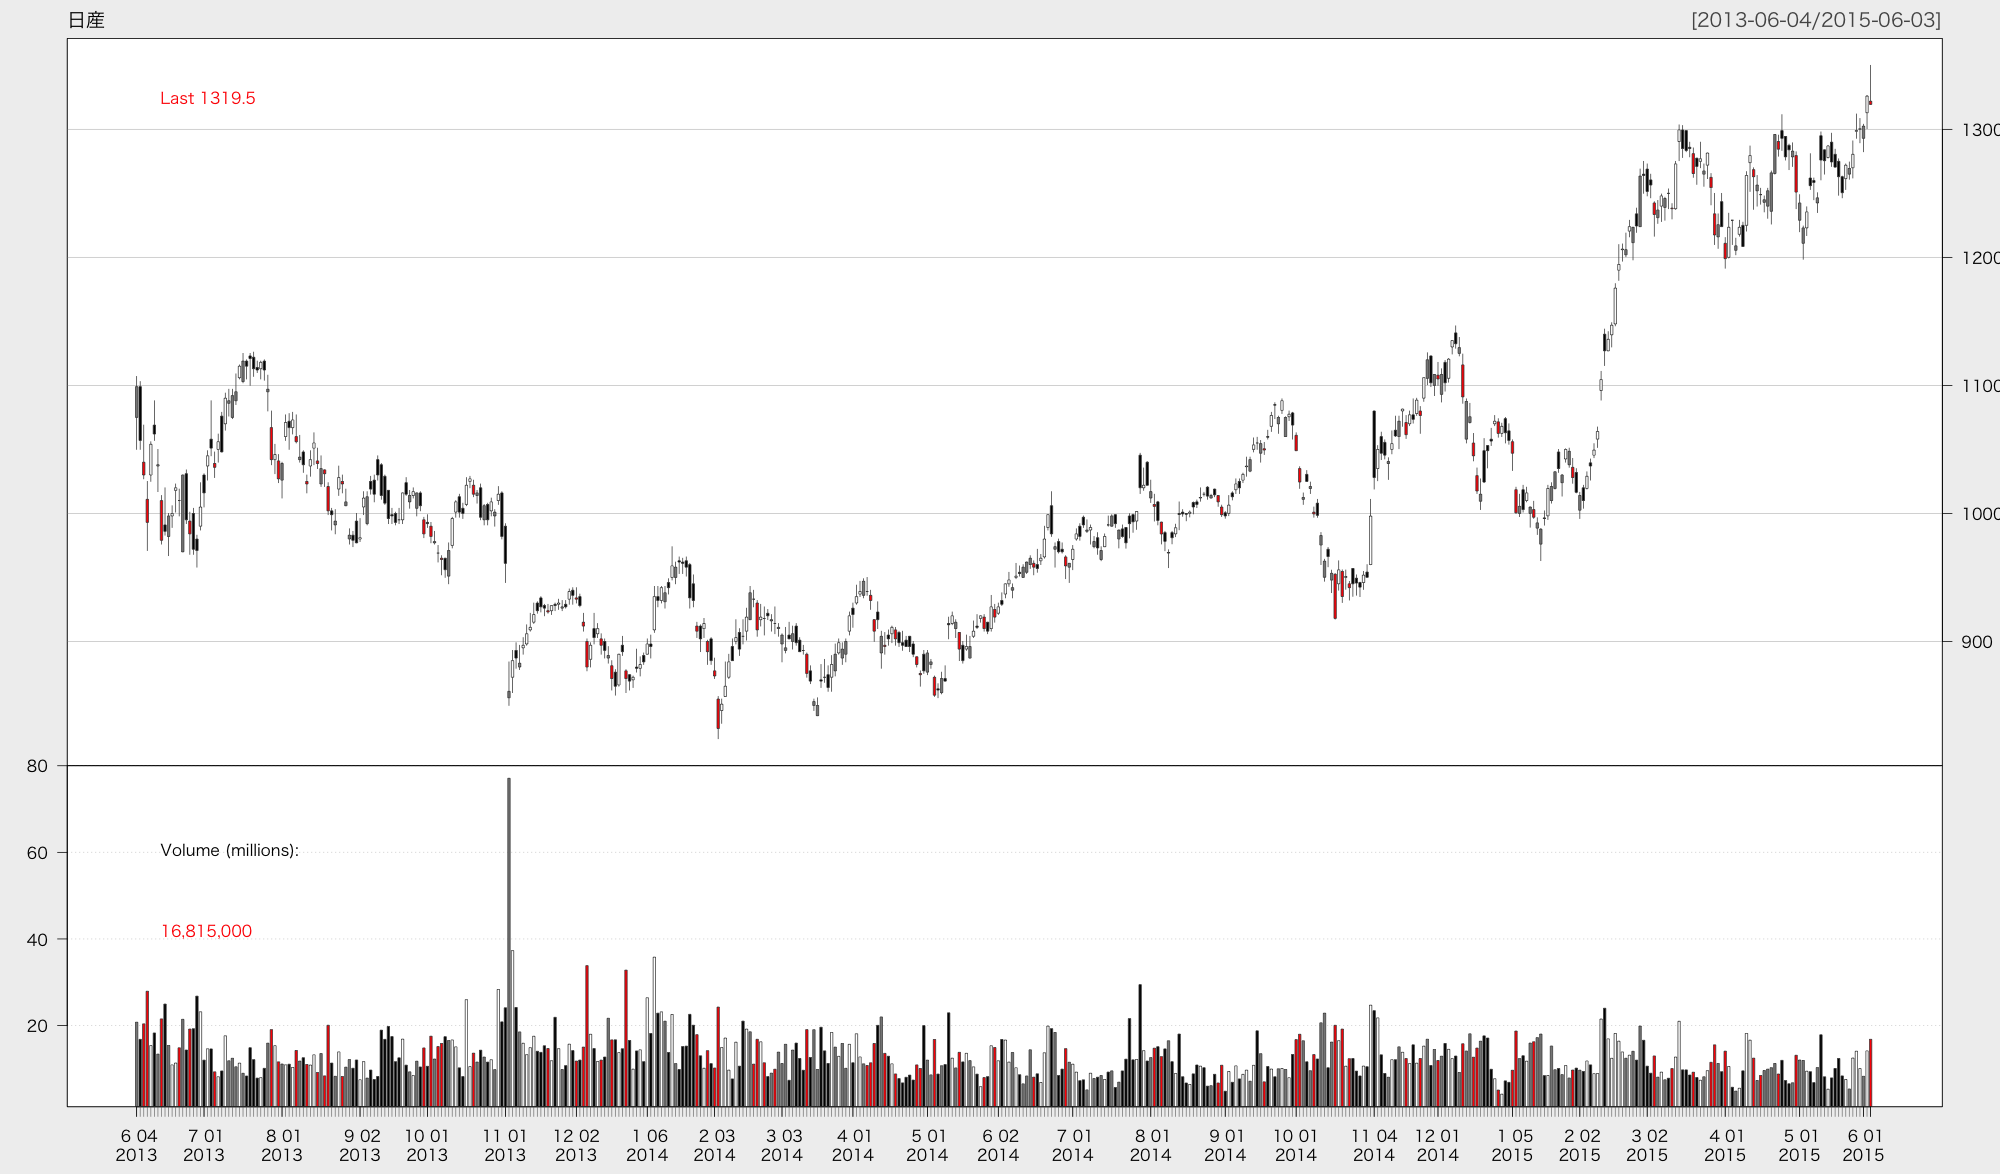 日産
[2013-06-04/2015-06-03]
Last 1319.5
1300
1200
1100
1000
900
80
60
40
20
Volume (millions):
16,815,000
6 04 7 01 8 01 9 02 10 01 11 01 12 02 1 06 2 03 3 03 4 01 5 01 6 02 7 01 8 01 9 01 10 01 11 04 12 01 1 05 2 02 3 02 4 01 5 01 6 01
2013 2013 2013 2013 2013 2013 2013 2014 2014 2014 2014 2014 2014 2014 2014 2014 2014 2014 2014 2015 2015 2015 2015 2015 2015